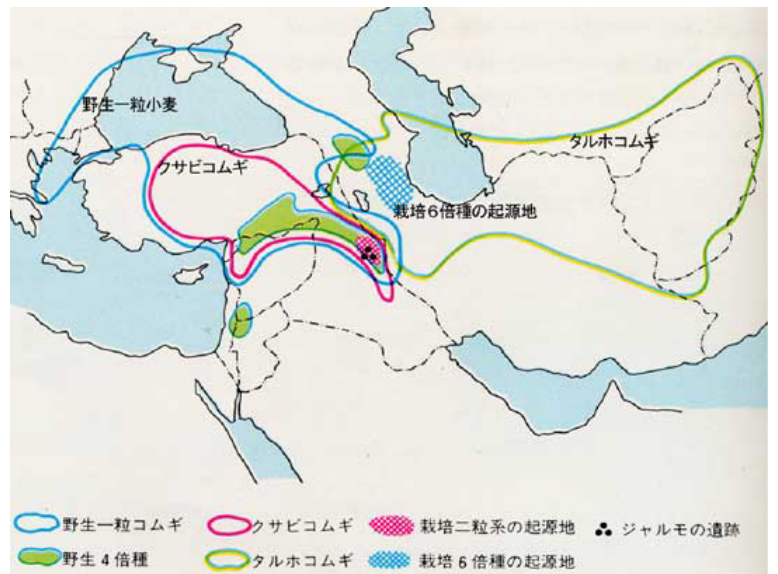 野生一粒小麦
クサビコムギ
タルホコムギ
栽培6倍種の起源地
野生一粒コムギ
クサビコムギ
栽培二粒系の起源地
ジャルモの遺跡
野生4倍種
タルホコムギ
栽培6倍種の起源地